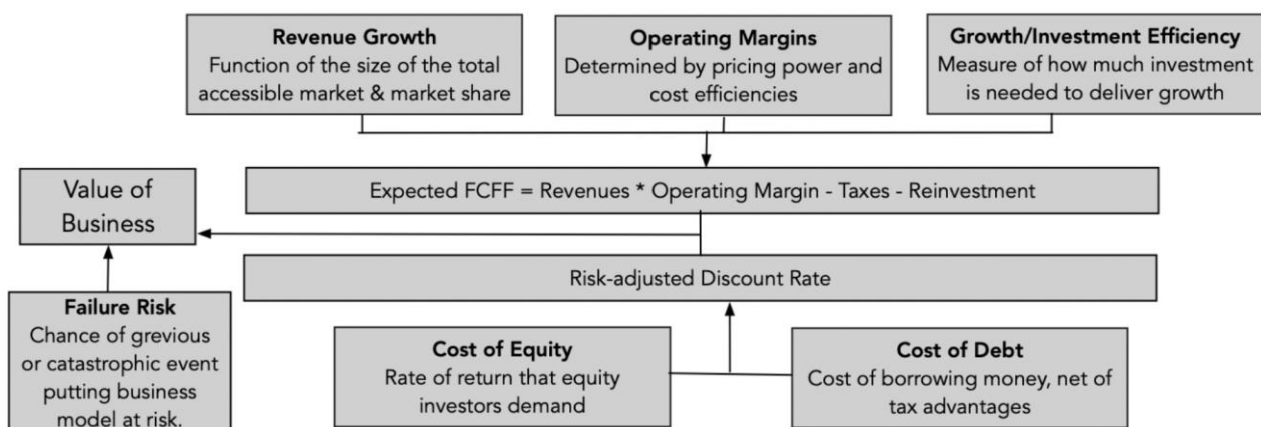 Revenue Growth
Function of the size of the total
accessible market & market share
Operating Margins
Determined by pricing power and
cost efficiencies
Growth/Investment Efficiency
Measure of how much investment
is needed to deliver growth
Value of
Business
Expected FCFF = Revenues * Operating Margin - Taxes - Reinvestment
Risk-adjusted Discount Rate
Failure Risk
Chance of grevious
or catastrophic event
putting business
model at risk.
Cost of Equity
Rate of return that equity
investors demand
Cost of Debt
Cost of borrowing money, net of
tax advantages